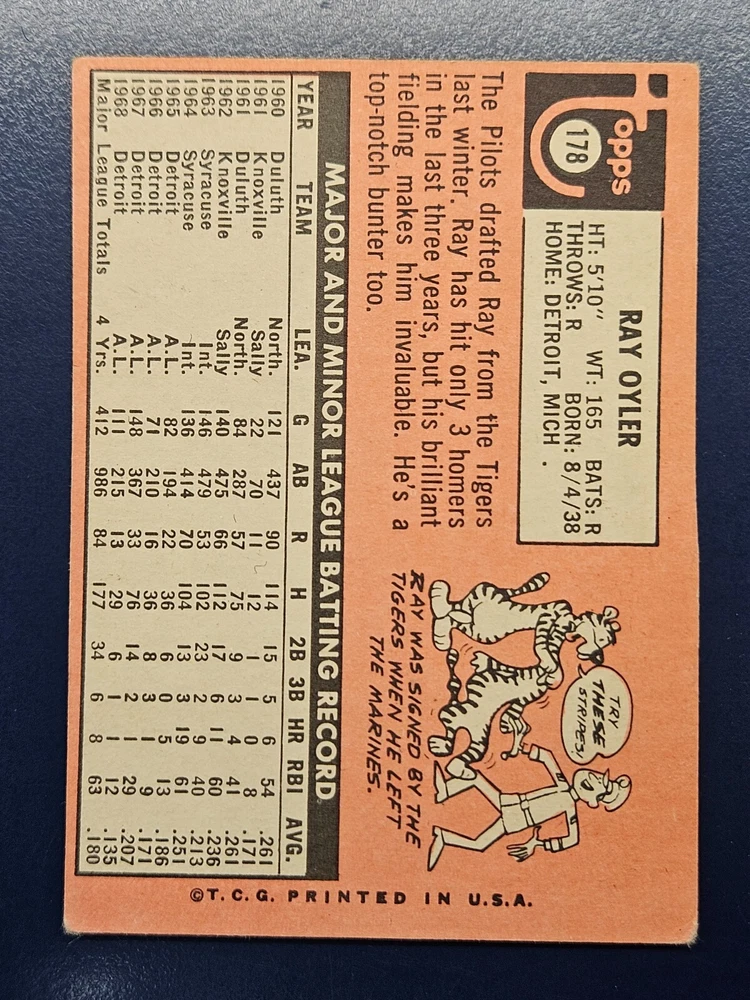 topps
178
RAY OYLER
HT: 5'10" WT: 165 BATS: R
THROWS: R BORN: 8/4/38
HOME: DETROIT, MICH.
The Pilots drafted Ray from the Tigers
last winter. Ray has hit only 3 homers
in the last three years, but his brilliant
fielding makes him invaluable. He's a
top-notch bunter too.
TRY
THESE
STRIPES!
RAY WAS SIGNED BY THE
TIGERS WHEN HE LEFT
THE MARINES.
MAJOR AND MINOR LEAGUE BATTING RECORD
YEAR TEAM LEA. G AB R H 2B 3B HR RBI AVG.
1960 Duluth North. 121 437 90 114 15 5 6 54 .261
1961 Knoxville Sally 22 70 11 12 1 1 0 8 .171
1961 Duluth North. 84 287 57 75 9 3 4 41 .261
1962 Knoxville Sally 140 475 66 112 17 6 11 60 .236
1963 Syracuse Int. 146 479 53 102 23 2 9 40 .213
1964 Syracuse Int. 136 414 70 104 13 3 19 61 .251
1965 Detroit A.L. 82 194 22 36 6 0 5 13 .186
1966 Detroit A.L. 71 210 16 36 8 3 1 9 .171
1967 Detroit A.L. 148 367 33 76 14 2 1 29 .207
1968 Detroit A.L. 111 215 13 29 6 1 1 12 .135
Major League Totals 4 Yrs. 412 986 84 177 34 6 8 63 .180
©T.C.G. PRINTED IN U.S.A.